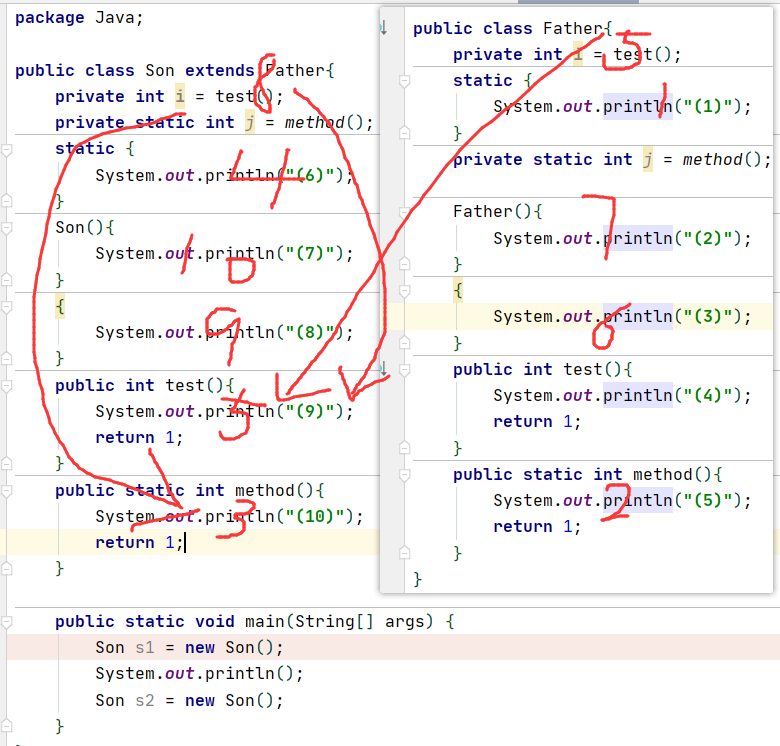 package Java;
public class Son extends Father{
private int i = test();
private static int j = method();
static {
System.out.println("(6)");
}
Son(){
System.out.println("(7)");
}
{
System.out.println("(8)");
}
public int test(){
System.out.println("(9)");
return 1;
}
public static int method(){
System.out.println("(10)");
return 1;
}
public static void main(String[] args) {
Son s1 = new Son();
System.out.println();
Son s2 = new Son();
}
public class Father{
private int i = test();
static {
System.out.println("(1)");
}
private static int j = method();
Father(){
System.out.println("(2)");
}
{
System.out.println("(3)");
}
public int test(){
System.out.println("(4)");
return 1;
}
public static int method(){
System.out.println("(5)");
return 1;
}
}
8
4
10
9
5
3
5
1
7
6
2